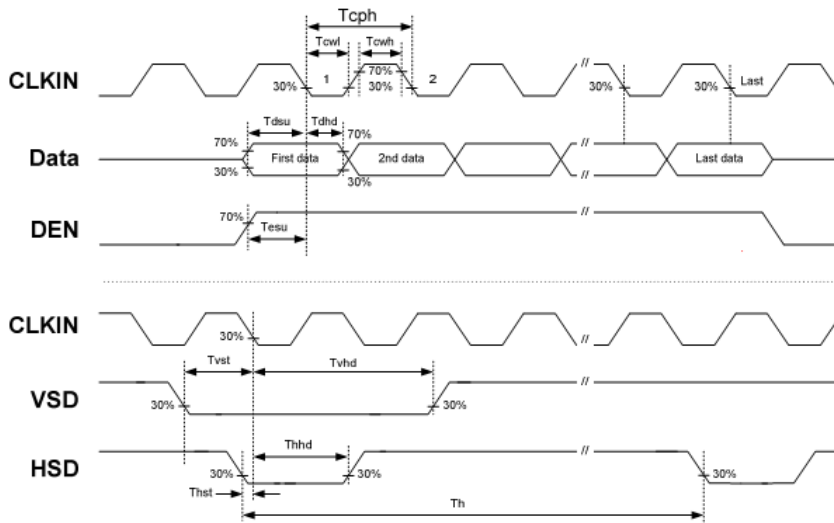 Tcph
Tcwl Tcwh
CLKIN 30% 1 70% 30% 2 // 30% 30% Last
Tdsu Tdhd
70% 70%
Data First data 2nd data // // Last data
30% 30%
DEN 70% //
Tesu
CLKIN 30% //
Tvst Tvhd
VSD 30% 30% //
Thhd
HSD 30% 30% // 30%
Thst
Th